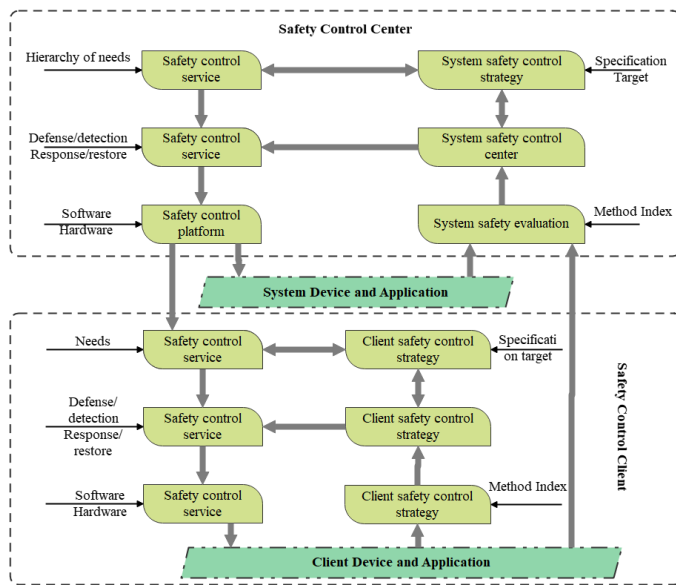 Safety Control Center
Hierarchy of needs
Safety control
service
System safety control
strategy
Specification
Target
Defense/detection
Response/restore
Safety control
service
System safety control
center
Software
Hardware
Safety control
platform
System safety evaluation
Method Index
System Device and Application
Needs
Safety control
service
Client safety control
strategy
Specificati
on target
Safety Control Client
Defense/
detection
Response/
restore
Safety control
service
Client safety control
strategy
Software
Hardware
Safety control
service
Client safety control
strategy
Method Index
Client Device and Application